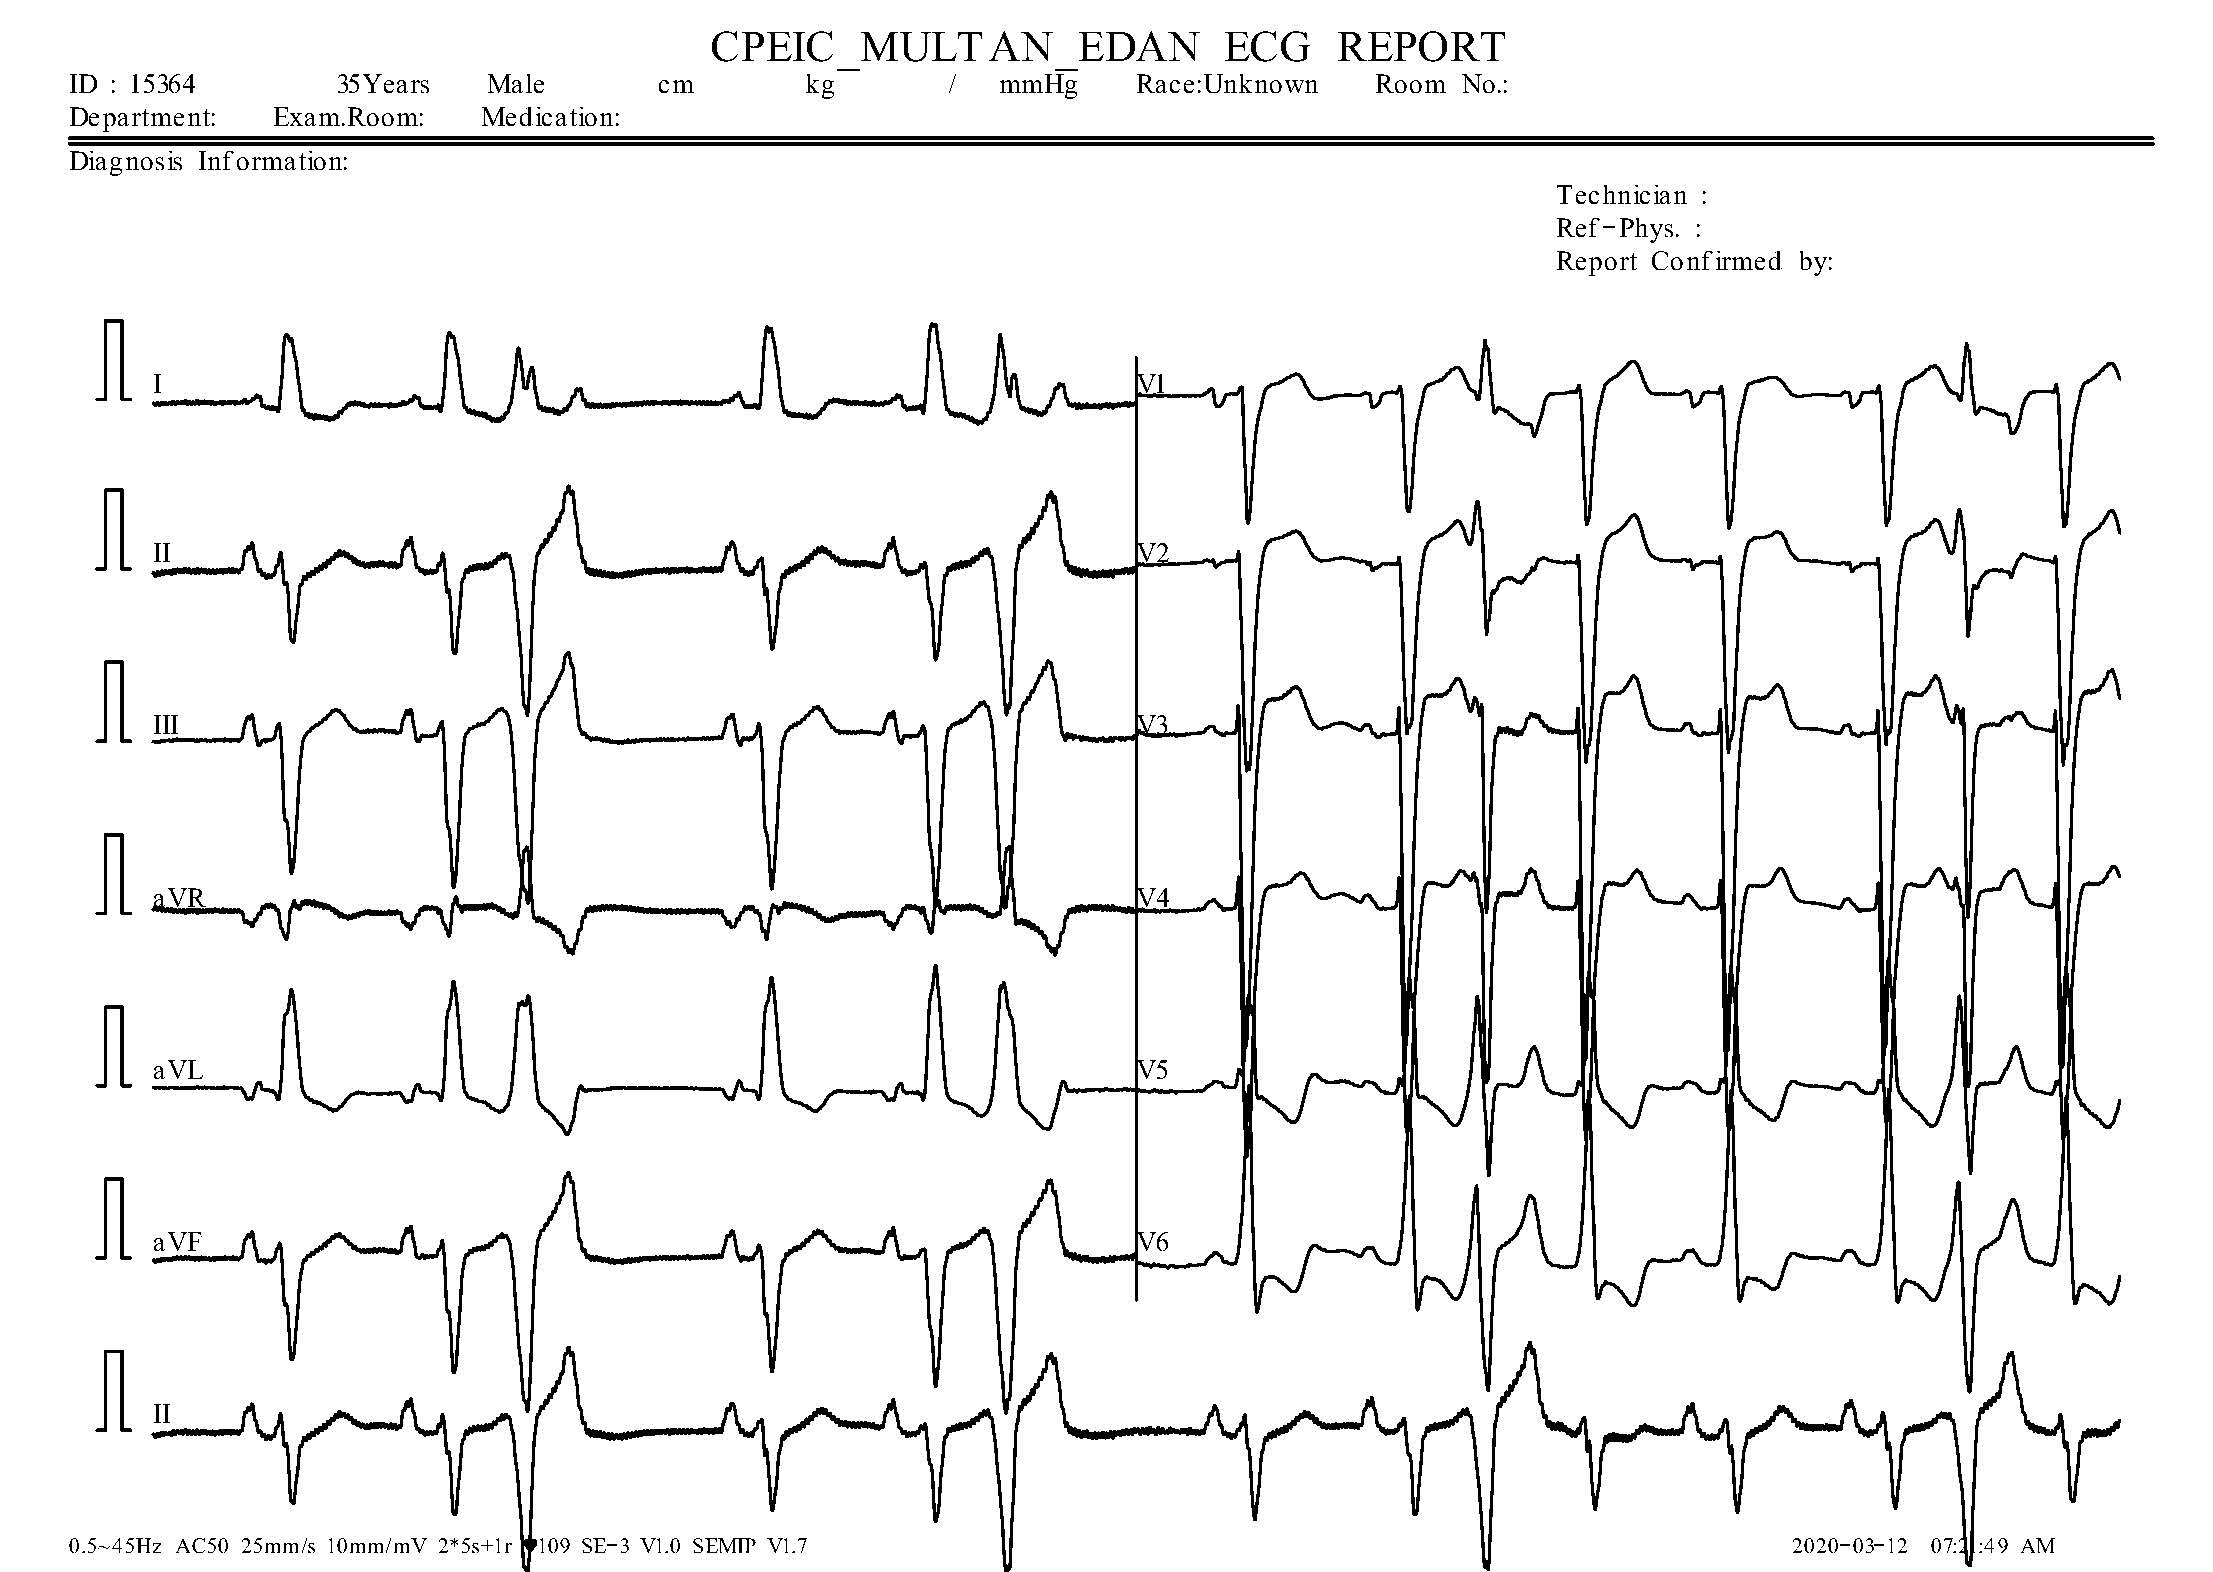 CPEIC_MULTAN_EDAN ECG REPORT
ID : 15364 35Years Male cm kg / mmHg Race:Unknown Room No.:
Department: Exam.Room: Medication:
Diagnosis Information:
Technician :
Ref-Phys. :
Report Confirmed by:
I V1
II V2
III V3
aVR V4
aVL V5
aVF V6
II
0.5~45Hz AC50 25mm/s 10mm/mV 2*5s+1r ♥109 SE-3 V1.0 SEMIP V1.7 2020-03-12 07:21:49 AM